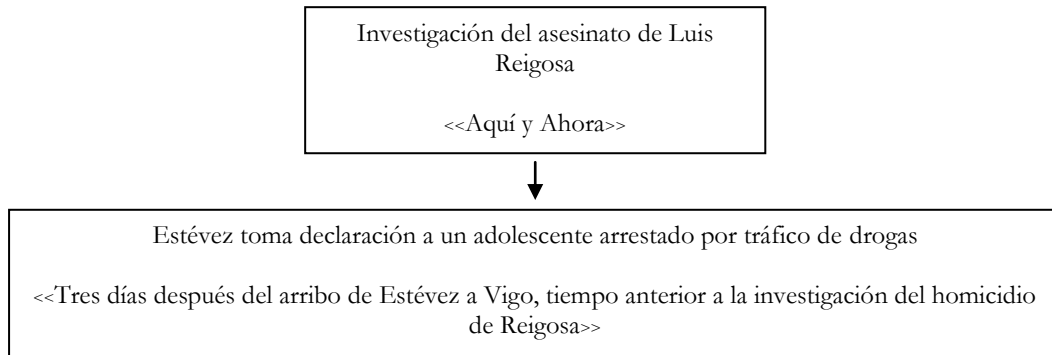 Investigación del asesinato de Luis
Reigosa
<<Aquí y Ahora>>
Estévez toma declaración a un adolescente arrestado por tráfico de drogas
<<Tres días después del arribo de Estévez a Vigo, tiempo anterior a la investigación del homicidio
de Reigosa>>